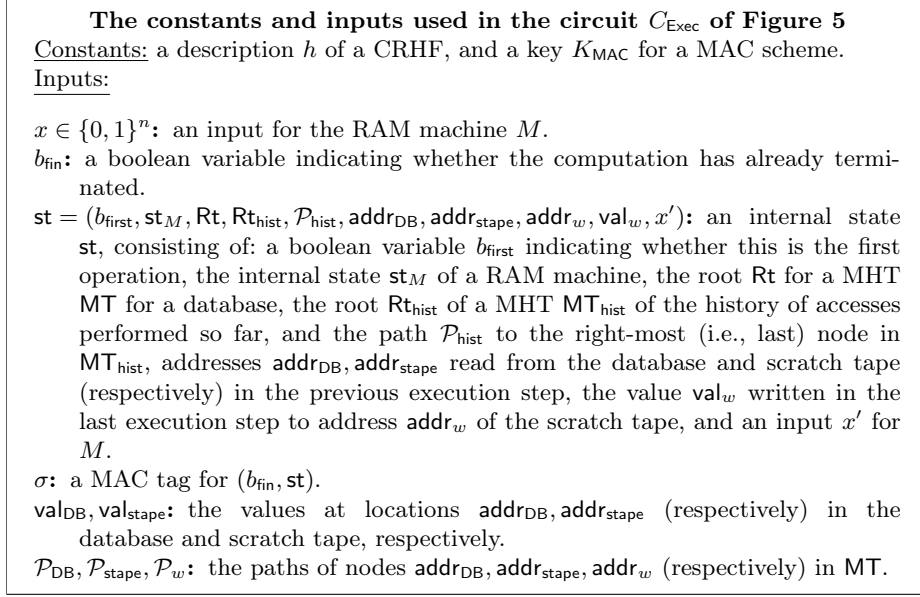 The constants and inputs used in the circuit C_Exec of Figure 5
Constants: a description h of a CRHF, and a key K_MAC for a MAC scheme.
Inputs:
x ∈ {0, 1}^n: an input for the RAM machine M.
b_fin: a boolean variable indicating whether the computation has already termi-
nated.
st = (b_first, st_M, Rt, Rt_hist, P_hist, addr_DB, addr_stape, addr_w, val_w, x′): an internal state
st, consisting of: a boolean variable b_first indicating whether this is the first
operation, the internal state st_M of a RAM machine, the root Rt for a MHT
MT for a database, the root Rt_hist of a MHT MT_hist of the history of accesses
performed so far, and the path P_hist to the right-most (i.e., last) node in
MT_hist, addresses addr_DB, addr_stape read from the database and scratch tape
(respectively) in the previous execution step, the value val_w written in the
last execution step to address addr_w of the scratch tape, and an input x′ for
M.
σ: a MAC tag for (b_fin, st).
val_DB, val_stape: the values at locations addr_DB, addr_stape (respectively) in the
database and scratch tape, respectively.
P_DB, P_stape, P_w: the paths of nodes addr_DB, addr_stape, addr_w (respectively) in MT.